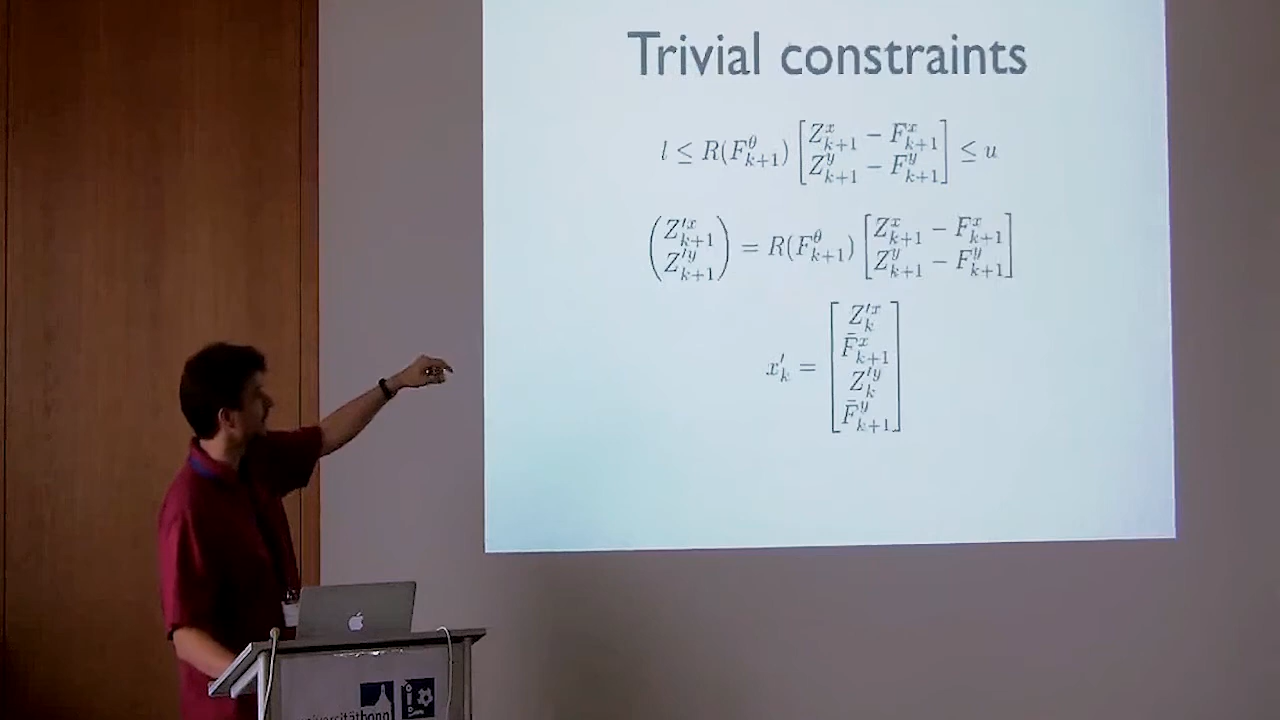 Trivial constraints
l ≤ R(F^θ_{k+1}) [Z^x_{k+1} − F^x_{k+1}; Z^y_{k+1} − F^y_{k+1}] ≤ u
(Z'^x_{k+1}; Z'^y_{k+1}) = R(F^θ_{k+1}) [Z^x_{k+1} − F^x_{k+1}; Z^y_{k+1} − F^y_{k+1}]
x'_k = [Z'^x_k; F̄^x_{k+1}; Z'^y_k; F̄^y_{k+1}]
universitätbonn